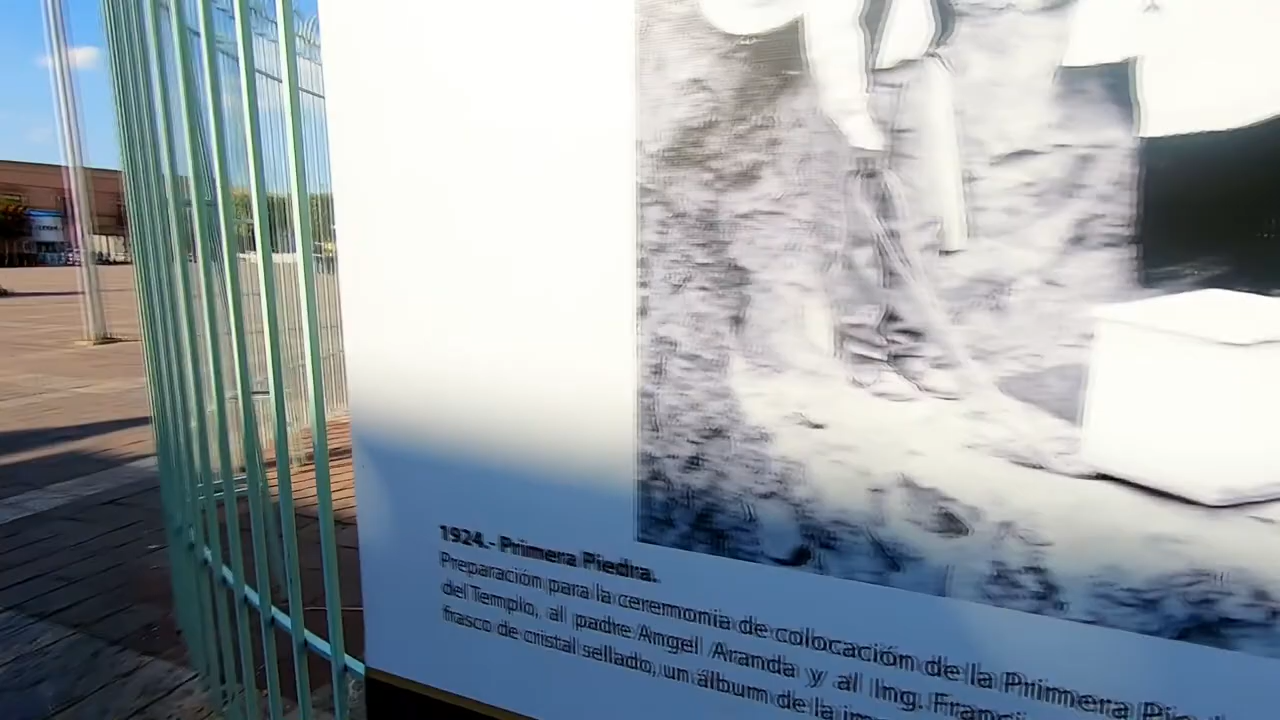 1924.- Primera Piedra.
Preparación para la ceremonia de colocación de la Primera
del Templo, al padre Angel Aranda y al Ing.
frasco de cristal sellado, un álbum de la